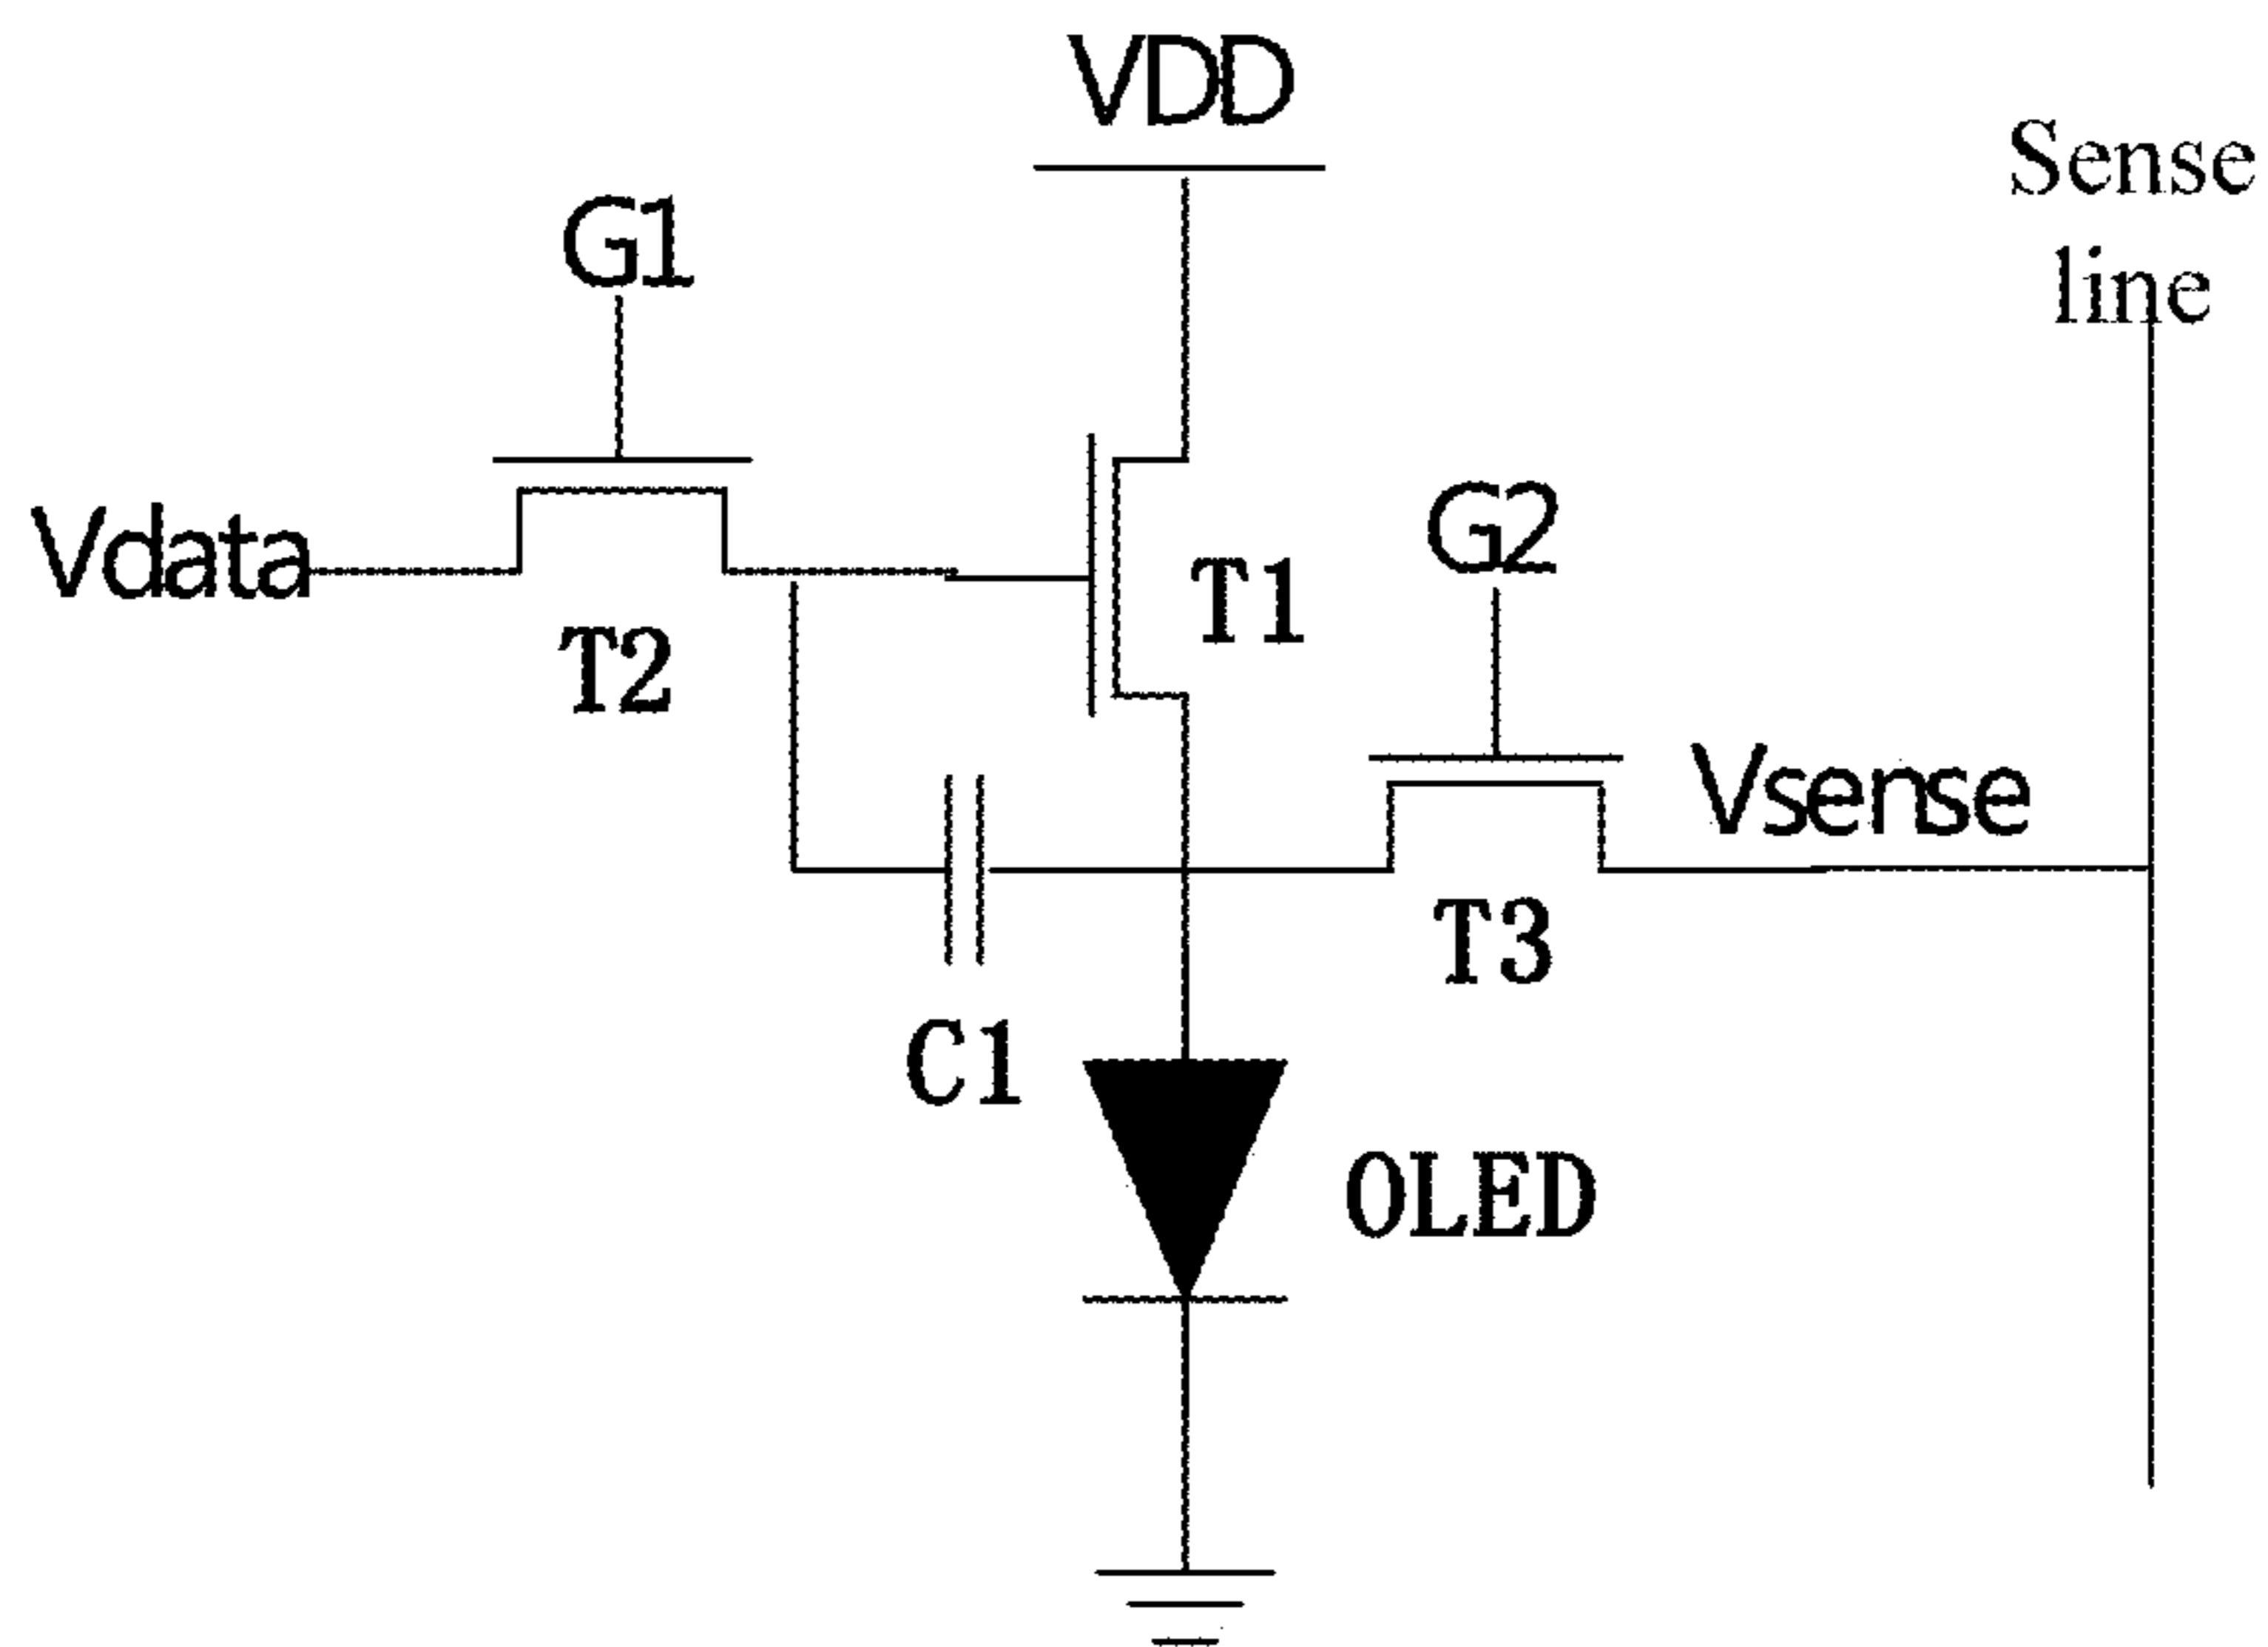 VDD
Sense
line
G1
G2
Vdata
T1
T2
Vsense
T3
C1
OLED